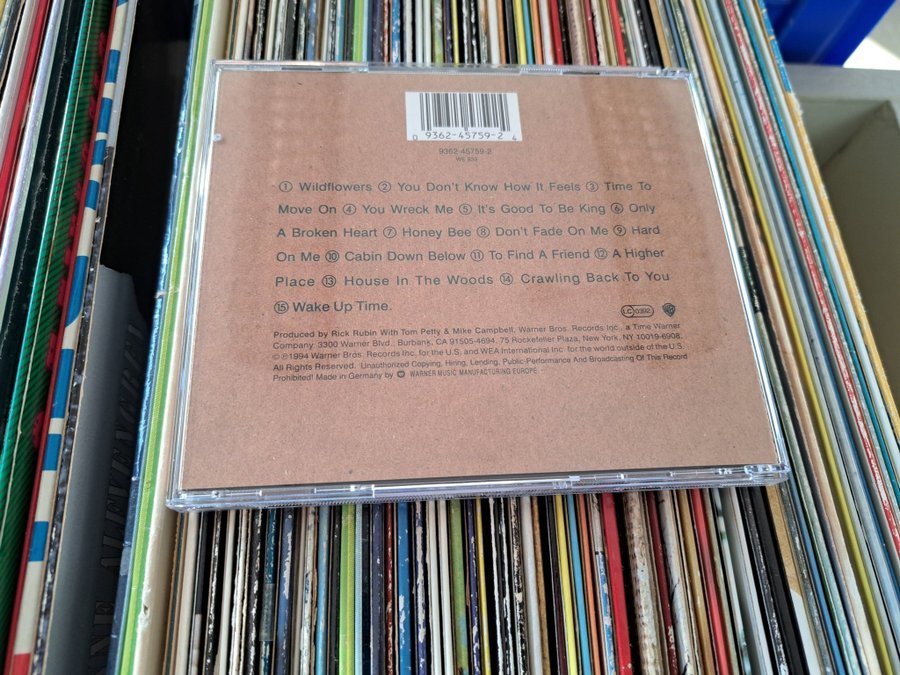 0 9362-45759-2 4
9362-45759-2
WE 833
① Wildflowers ② You Don't Know How It Feels ③ Time To
Move On ④ You Wreck Me ⑤ It's Good To Be King ⑥ Only
A Broken Heart ⑦ Honey Bee ⑧ Don't Fade On Me ⑨ Hard
On Me ⑩ Cabin Down Below ⑪ To Find A Friend ⑫ A Higher
Place ⑬ House In The Woods ⑭ Crawling Back To You
⑮ Wake Up Time.
LC 0392
Produced by Rick Rubin With Tom Petty & Mike Campbell, Warner Bros. Records Inc., a Time Warner
Company. 3300 Warner Blvd., Burbank, CA 91505-4694. 75 Rockefeller Plaza, New York, NY 10019-6908.
©℗1994 Warner Bros. Records Inc. for the U.S. and WEA International Inc. for the world outside of the U.S.
All Rights Reserved. Unauthorized Copying, Hiring, Lending, Public Performance And Broadcasting Of This Record
Prohibited! Made in Germany by WARNER MUSIC MANUFACTURING EUROPE.